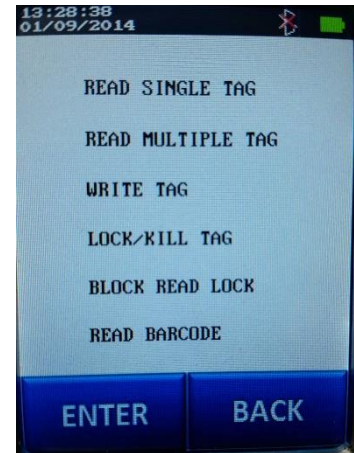 13:28:38
01/09/2014
READ SINGLE TAG
READ MULTIPLE TAG
WRITE TAG
LOCK/KILL TAG
BLOCK READ LOCK
READ BARCODE
ENTER BACK